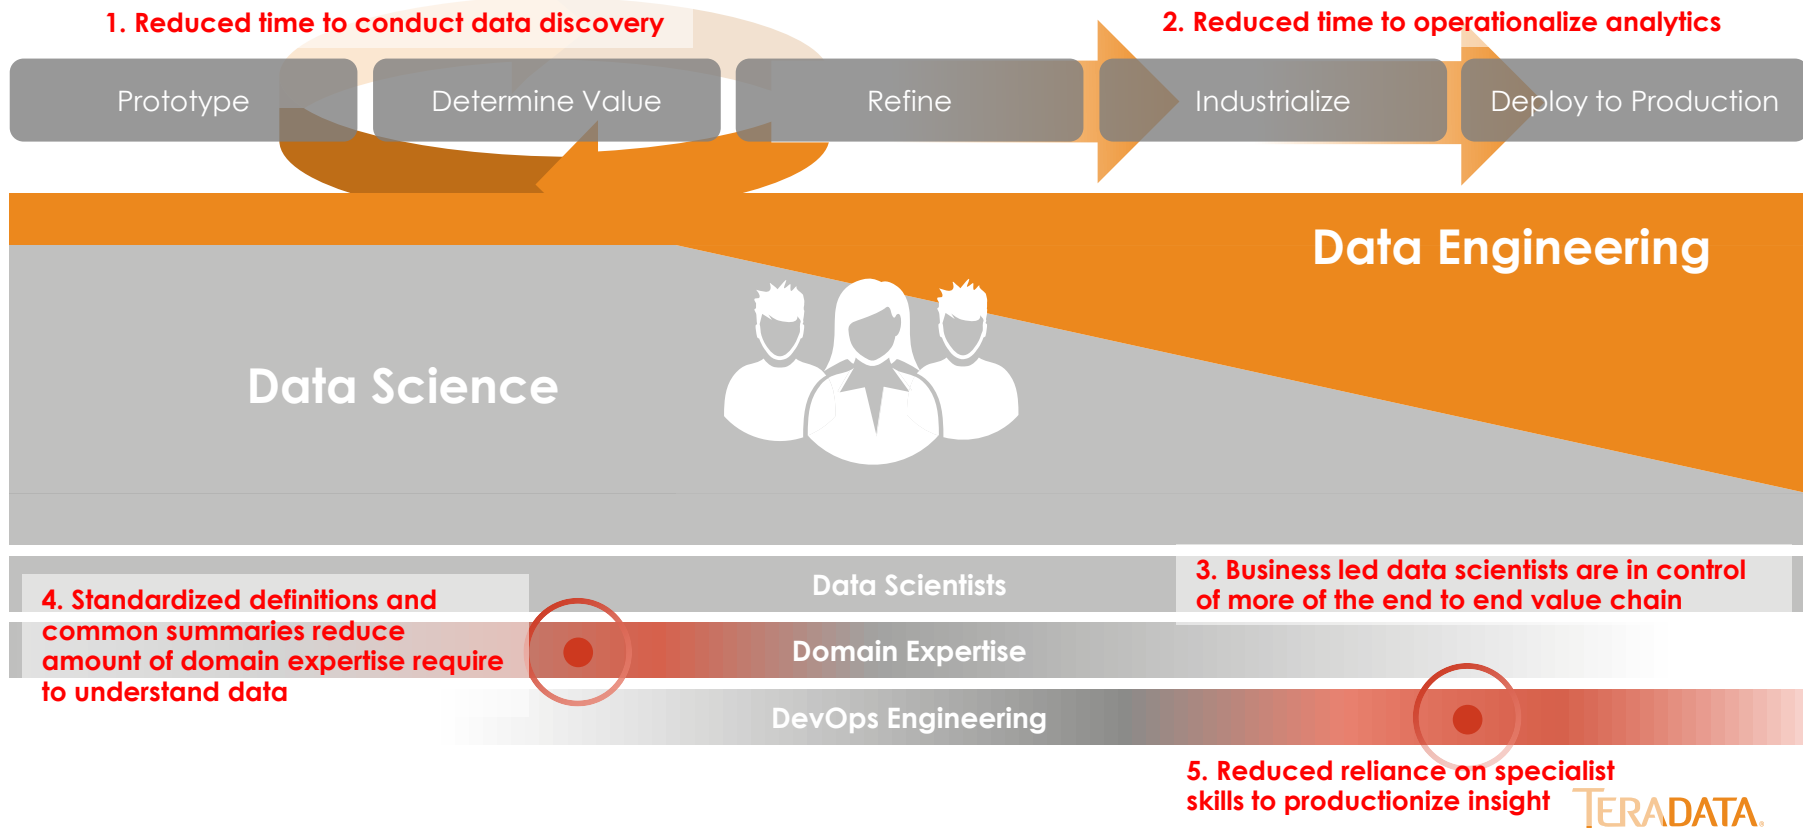 1. Reduced time to conduct data discovery
2. Reduced time to operationalize analytics
Prototype
Determine Value
Refine
Industrialize
Deploy to Production
Data Engineering
Data Science
Data Scientists
3. Business led data scientists are in control
of more of the end to end value chain
4. Standardized definitions and
common summaries reduce
amount of domain expertise require
to understand data
Domain Expertise
DevOps Engineering
5. Reduced reliance on specialist
skills to productionize insight
TERADATA.